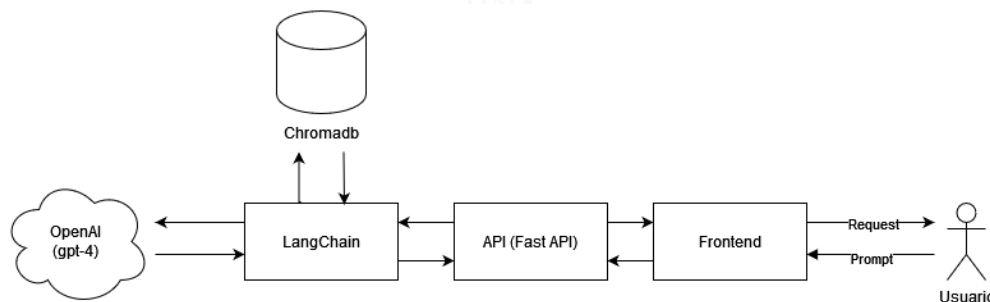 Chromadb
OpenAI
(gpt-4)
LangChain
API (Fast API)
Frontend
Request
Prompt
Usuario